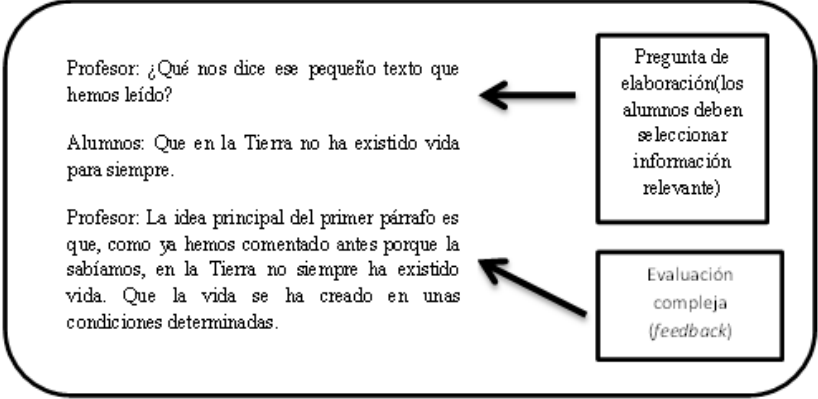 Profesor: ¿Qué nos dice ese pequeño texto que
hemos leído?
Alumnos: Que en la Tierra no ha existido vida
para siempre.
Profesor: La idea principal del primer párrafo es
que, como ya hemos comentado antes porque la
sabíamos, en la Tierra no siempre ha existido
vida. Que la vida se ha creado en unas
condiciones determinadas.
Pregunta de
elaboración(los
alumnos deben
seleccionar
información
relevante)
Evaluación
compleja
(feedback)